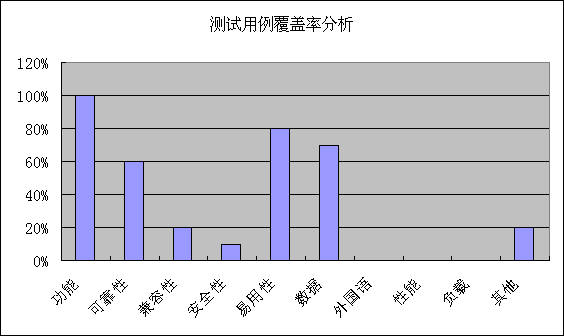 测试用例覆盖率分析
120%
100%
80%
60%
40%
20%
0%
功能
可靠性
兼容性
安全性
易用性
数据
外国语
性能
负载
其他